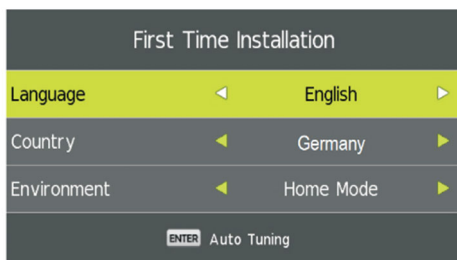 First Time Installation
Language English
Country Germany
Environment Home Mode
ENTER Auto Tuning